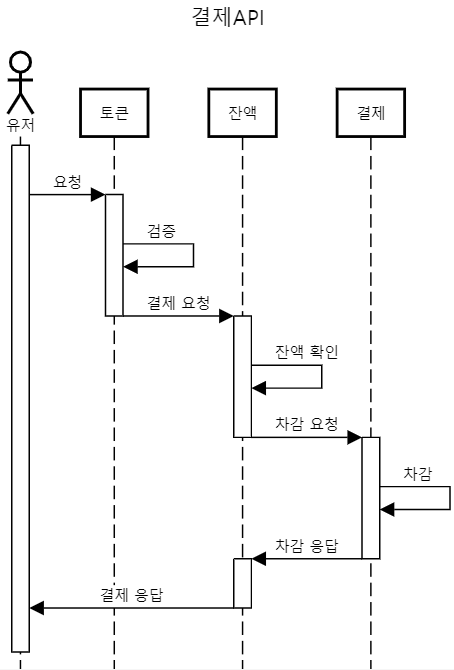 결제API
유저
토큰
잔액
결제
요청
검증
결제 요청
잔액 확인
차감 요청
차감
차감 응답
결제 응답